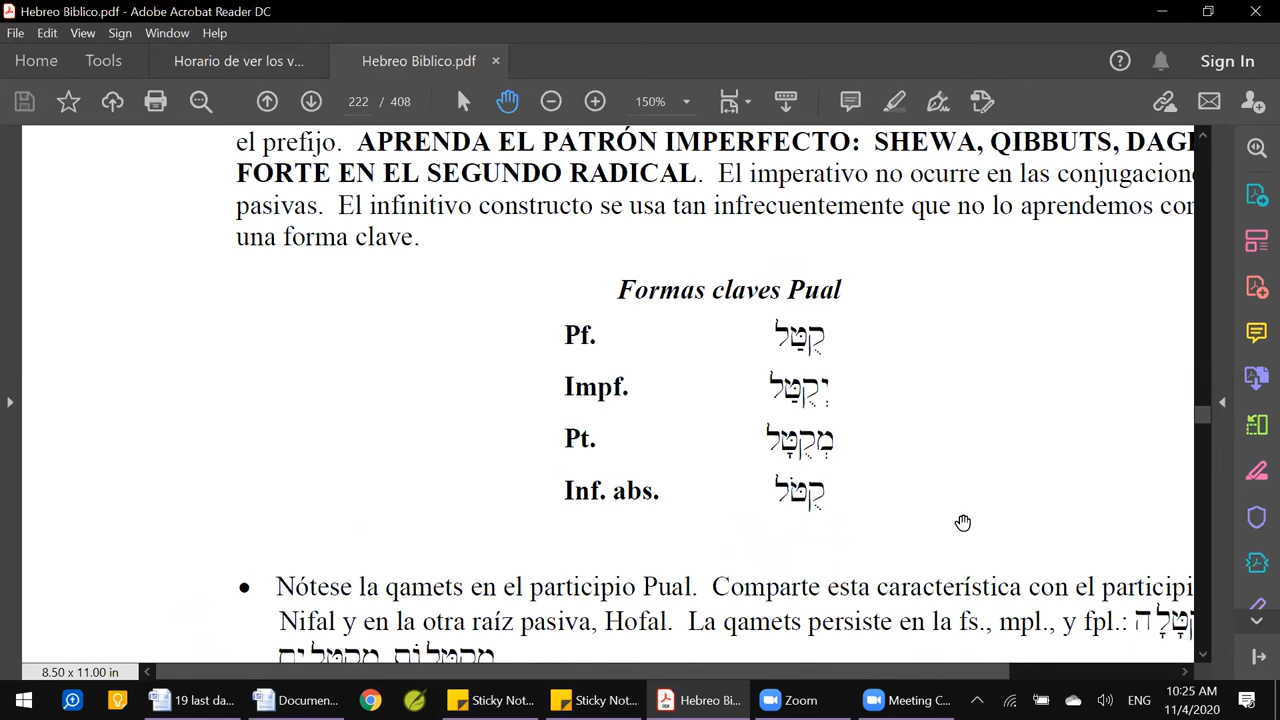 Hebreo Biblico.pdf - Adobe Acrobat Reader DC
File Edit View Sign Window Help
Home Tools Horario de ver los v... Hebreo Biblico.pdf ×
222 / 408 150% Sign In
el prefijo. APRENDA EL PATRÓN IMPERFECTO: SHEWA, QIBBUTS, DAGE
FORTE EN EL SEGUNDO RADICAL. El imperativo no ocurre en las conjugacion
pasivas. El infinitivo constructo se usa tan infrecuentemente que no lo aprendemos co
una forma clave.
Formas claves Pual
Pf. קֻטַּל
Impf. יְקֻטַּל
Pt. מְקֻטָּל
Inf. abs. קֻטֹּל
• Nótese la qamets en el participio Pual. Comparte esta característica con el participi
Nifal y en la otra raíz pasiva, Hofal. La qamets persiste en la fs., mpl., y fpl.:
8.50 x 11.00 in
19 last da... Documen... Sticky Not... Sticky Not... Hebreo Bi... Zoom Meeting C... ENG 10:25 AM
11/4/2020